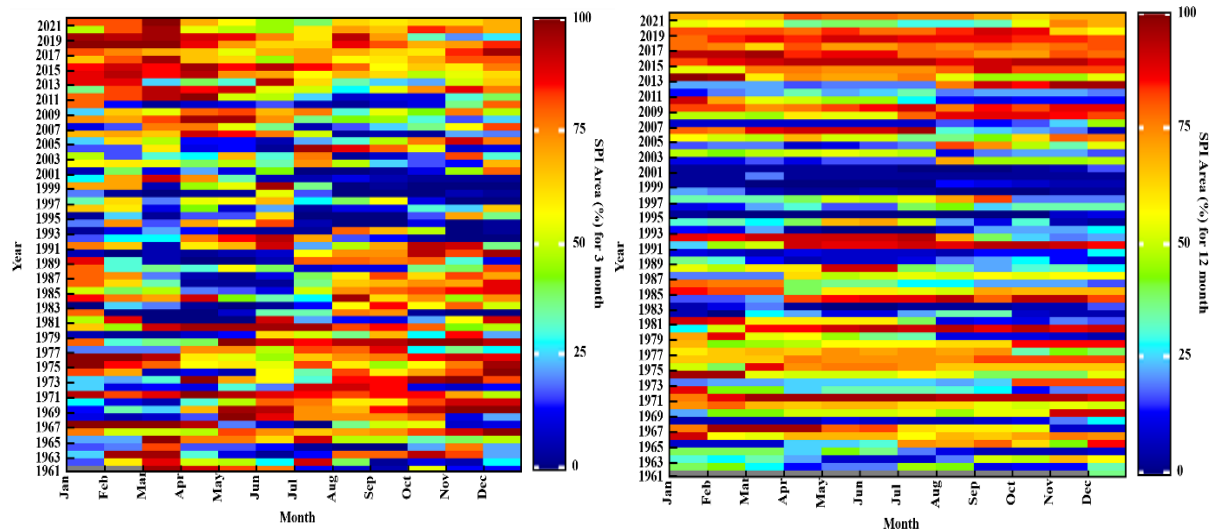 2021
2019
2017
2015
2013
2011
2009
2007
2005
2003
2001
1999
1997
1995
1993
1991
1989
1987
1985
1983
1981
1979
1977
1975
1973
1971
1969
1967
1965
1963
1961
Year
Jan
Feb
Mar
Apr
May
Jun
Jul
Aug
Sep
Oct
Nov
Dec
Month
100
75
50
25
0
SPI Area (%) for 3 month
2021
2019
2017
2015
2013
2011
2009
2007
2005
2003
2001
1999
1997
1995
1993
1991
1989
1987
1985
1983
1981
1979
1977
1975
1973
1971
1969
1967
1965
1963
1961
Year
Jan
Feb
Mar
Apr
May
Jun
Jul
Aug
Sep
Oct
Nov
Dec
Month
100
75
50
25
0
SPI Area (%) for 12 month